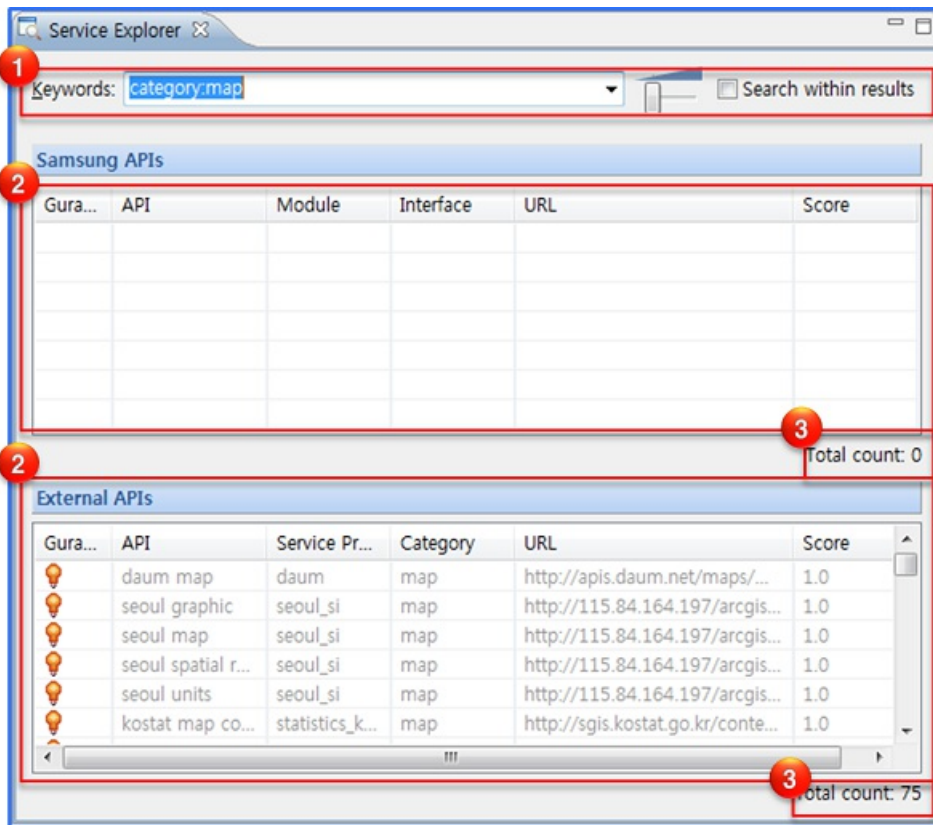 Service Explorer
1
Keywords: category:map Search within results
Samsung APIs
2
Gura... API Module Interface URL Score
3
Total count: 0
2
External APIs
Gura... API Service Pr... Category URL Score
daum map daum map http://apis.daum.net/maps/... 1.0
seoul graphic seoul_si map http://115.84.164.197/arcgis... 1.0
seoul map seoul_si map http://115.84.164.197/arcgis... 1.0
seoul spatial r... seoul_si map http://115.84.164.197/arcgis... 1.0
seoul units seoul_si map http://115.84.164.197/arcgis... 1.0
kostat map co... statistics_k... map http://sgis.kostat.go.kr/conte... 1.0
3
Total count: 75